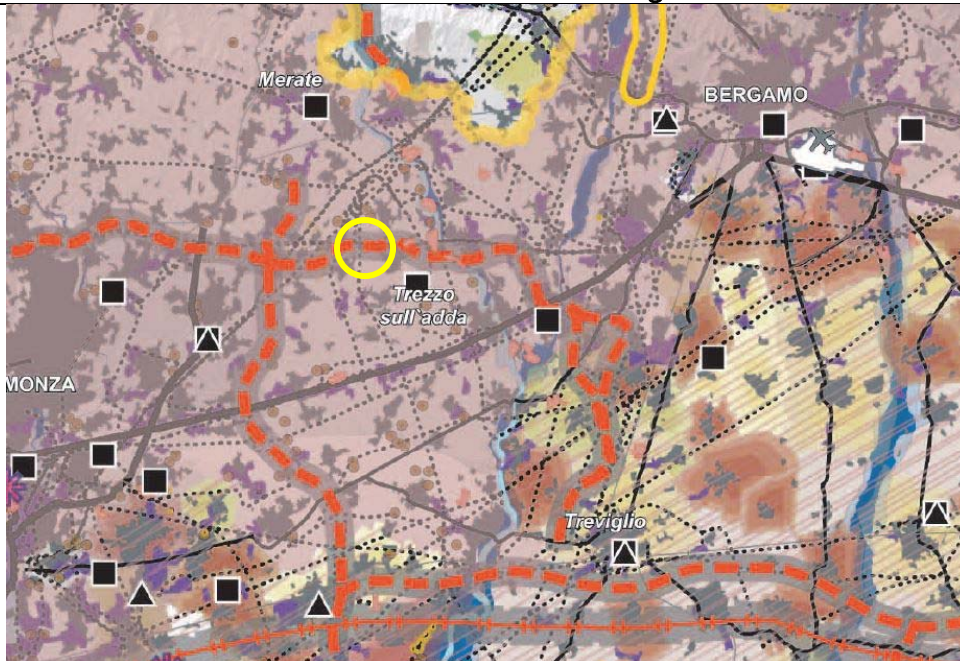 Merate
BERGAMO
Trezzo
sull'adda
MONZA
Treviglio